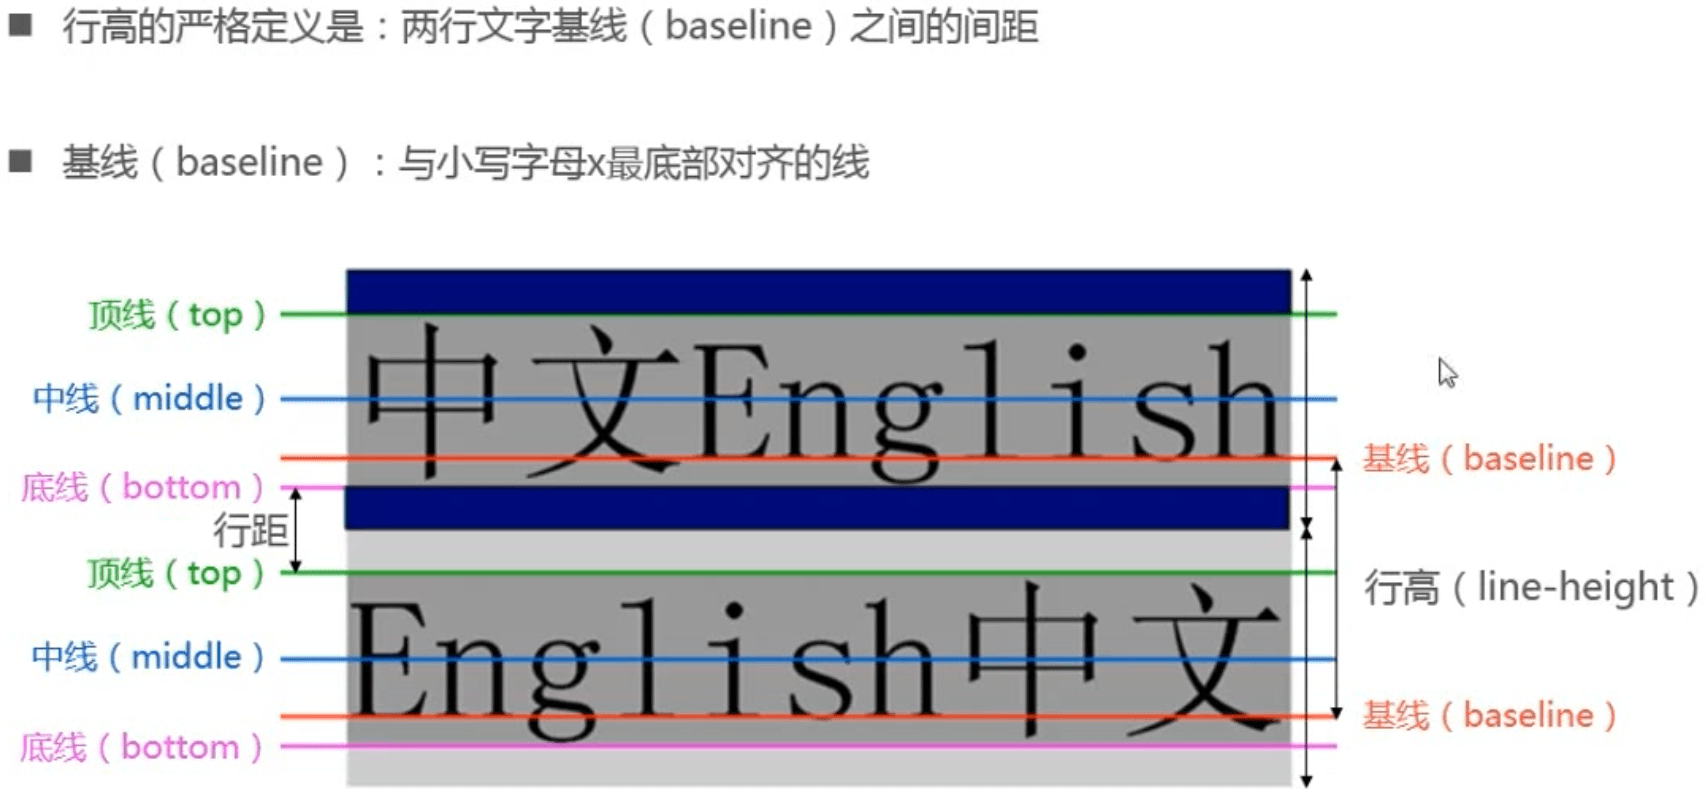 ■ 行高的严格定义是：两行文字基线（baseline）之间的间距
■ 基线（baseline）：与小写字母x最底部对齐的线
顶线（top）
中文English
中线（middle）
基线（baseline）
底线（bottom）
行距
顶线（top）
行高（line-height）
English中文
中线（middle）
基线（baseline）
底线（bottom）